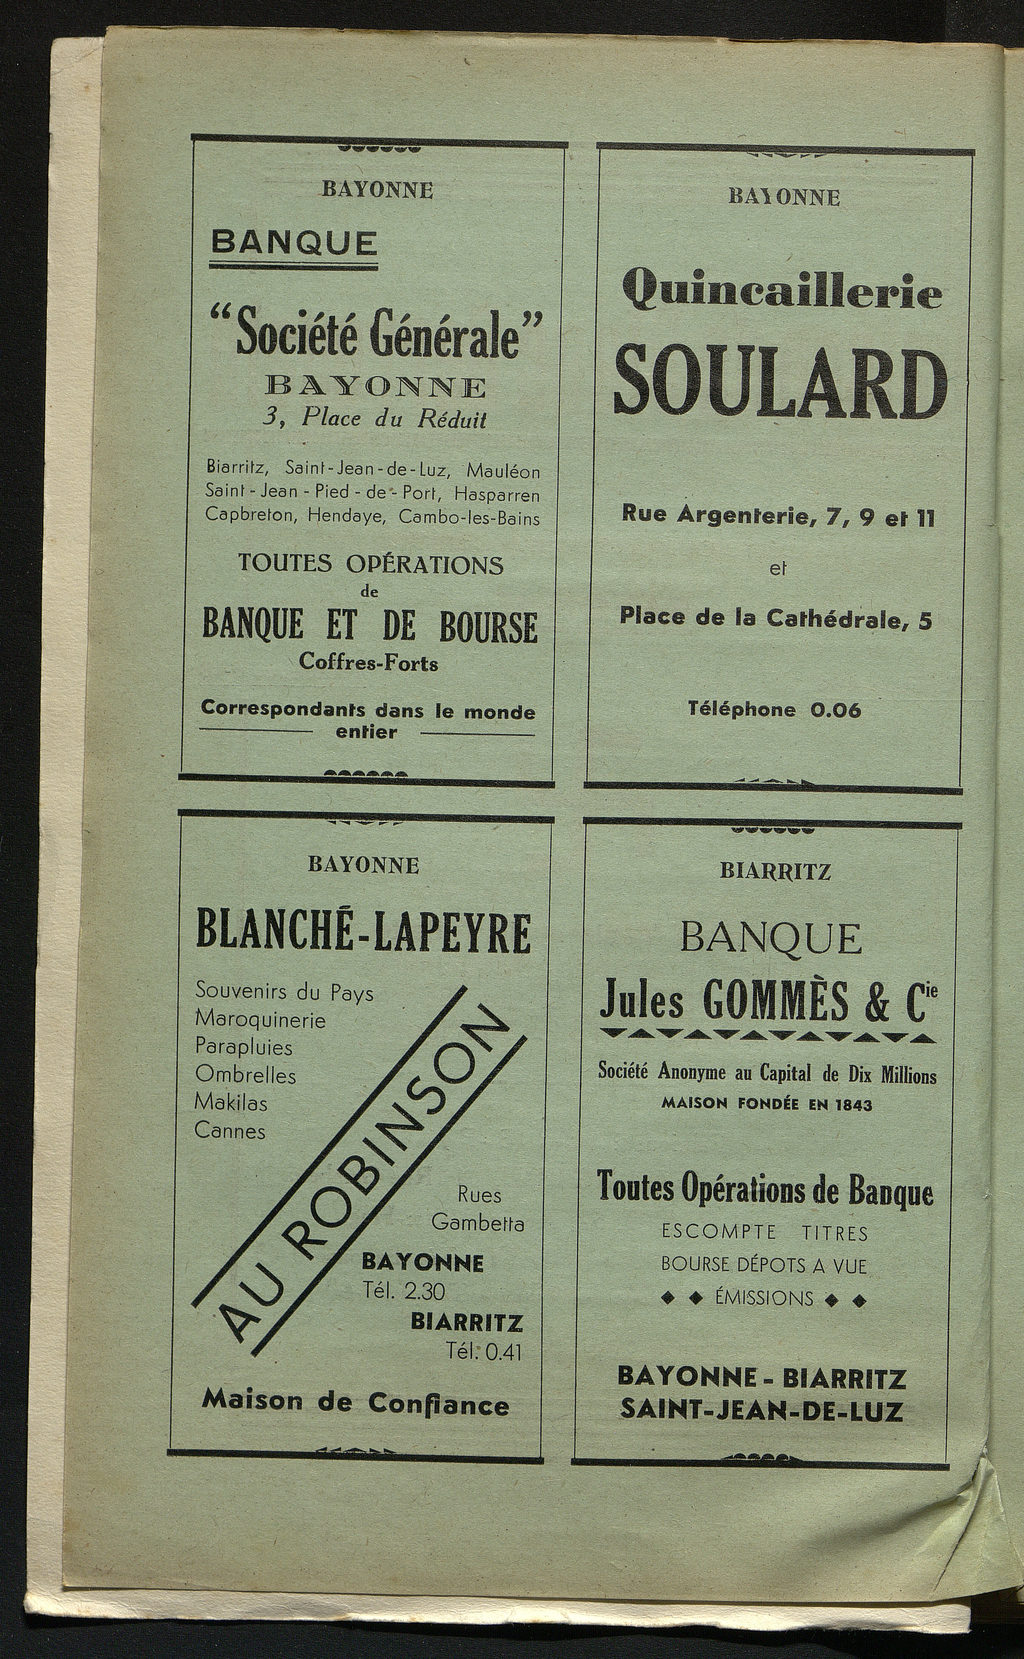 BAYONNE
BANQUE
“Société Générale”
BAYONNE
3, Place du Réduit
Biarritz, Saint-Jean-de-Luz, Mauléon
Saint-Jean-Pied-de-Port, Hasparren
Capbreton, Hendaye, Cambo-les-Bains
TOUTES OPÉRATIONS
de
BANQUE ET DE BOURSE
Coffres-Forts
Correspondants dans le monde
entier
BAYONNE
Quincaillerie
SOULARD
Rue Argenterie, 7, 9 et 11
et
Place de la Cathédrale, 5
Téléphone 0.06
BAYONNE
BLANCHÉ-LAPEYRE
Souvenirs du Pays
Maroquinerie
Parapluies
Ombrelles
Makilas
Cannes
AU ROBINSON
Rues
Gambetta
BAYONNE
Tél. 2.30
BIARRITZ
Tél. 0.41
Maison de Confiance
BIARRITZ
BANQUE
Jules GOMMÈS & Cie
Société Anonyme au Capital de Dix Millions
MAISON FONDÉE EN 1843
Toutes Opérations de Banque
ESCOMPTE TITRES
BOURSE DÉPOTS A VUE
◆ ◆ ÉMISSIONS ◆ ◆
BAYONNE - BIARRITZ
SAINT-JEAN-DE-LUZ